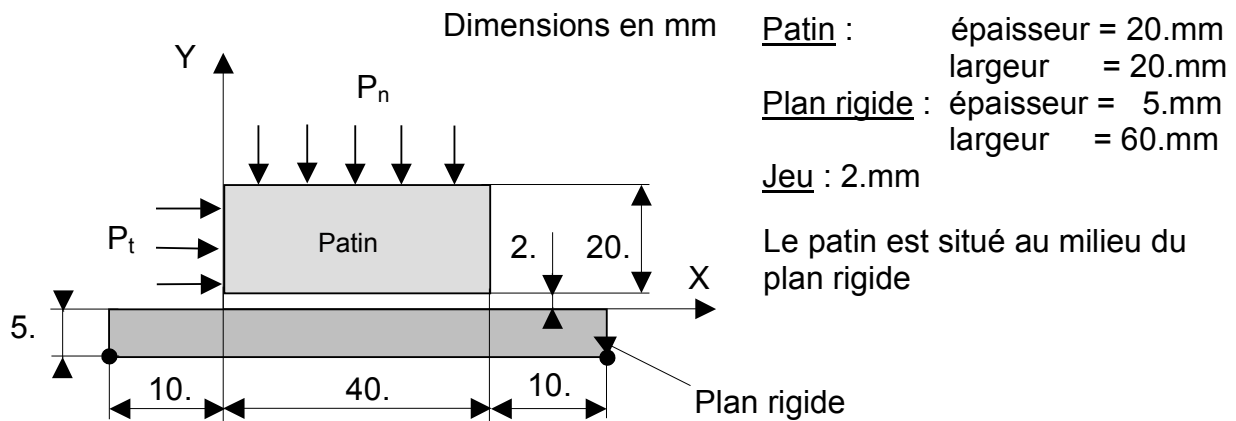 Dimensions en mm
Patin : épaisseur = 20.mm
largeur = 20.mm
Plan rigide : épaisseur = 5.mm
largeur = 60.mm
Jeu : 2.mm
Le patin est situé au milieu du
plan rigide
Y
Pn
Pt
Patin
2.
20.
X
5.
10.
40.
10.
Plan rigide